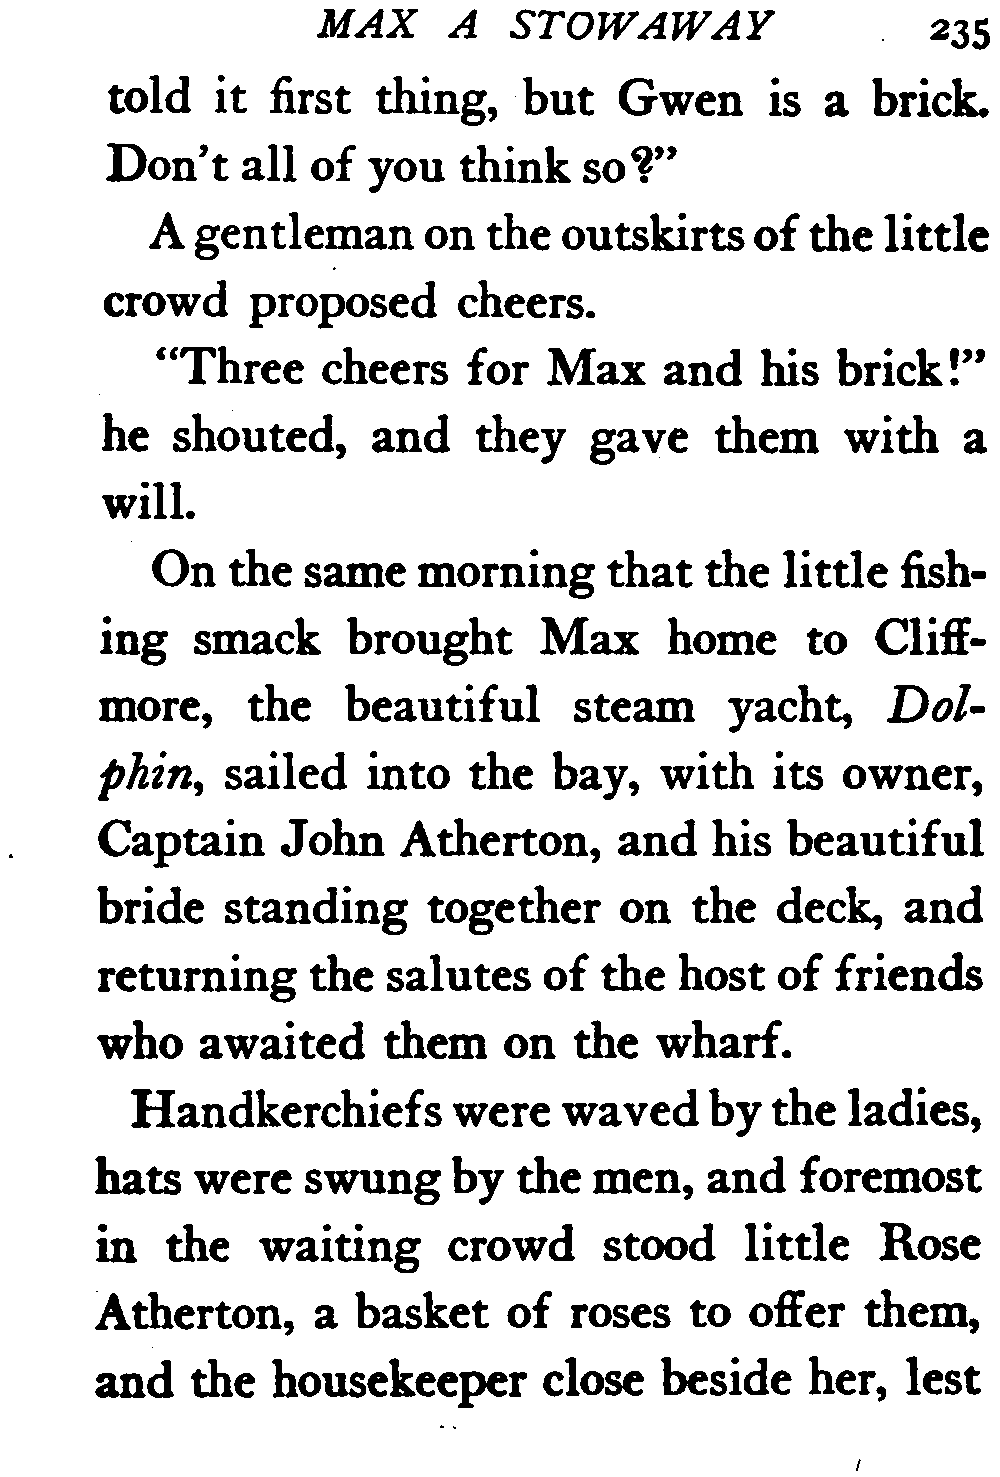 MAX A STOWAWAY 235
told it first thing, but Gwen is a brick.
Don't all of you think so?"
A gentleman on the outskirts of the little
crowd proposed cheers.
"Three cheers for Max and his brick!"
he shouted, and they gave them with a
will.
On the same morning that the little fish-
ing smack brought Max home to Cliff-
more, the beautiful steam yacht, Dol-
phin, sailed into the bay, with its owner,
Captain John Atherton, and his beautiful
bride standing together on the deck, and
returning the salutes of the host of friends
who awaited them on the wharf.
Handkerchiefs were waved by the ladies,
hats were swung by the men, and foremost
in the waiting crowd stood little Rose
Atherton, a basket of roses to offer them,
and the housekeeper close beside her, lest